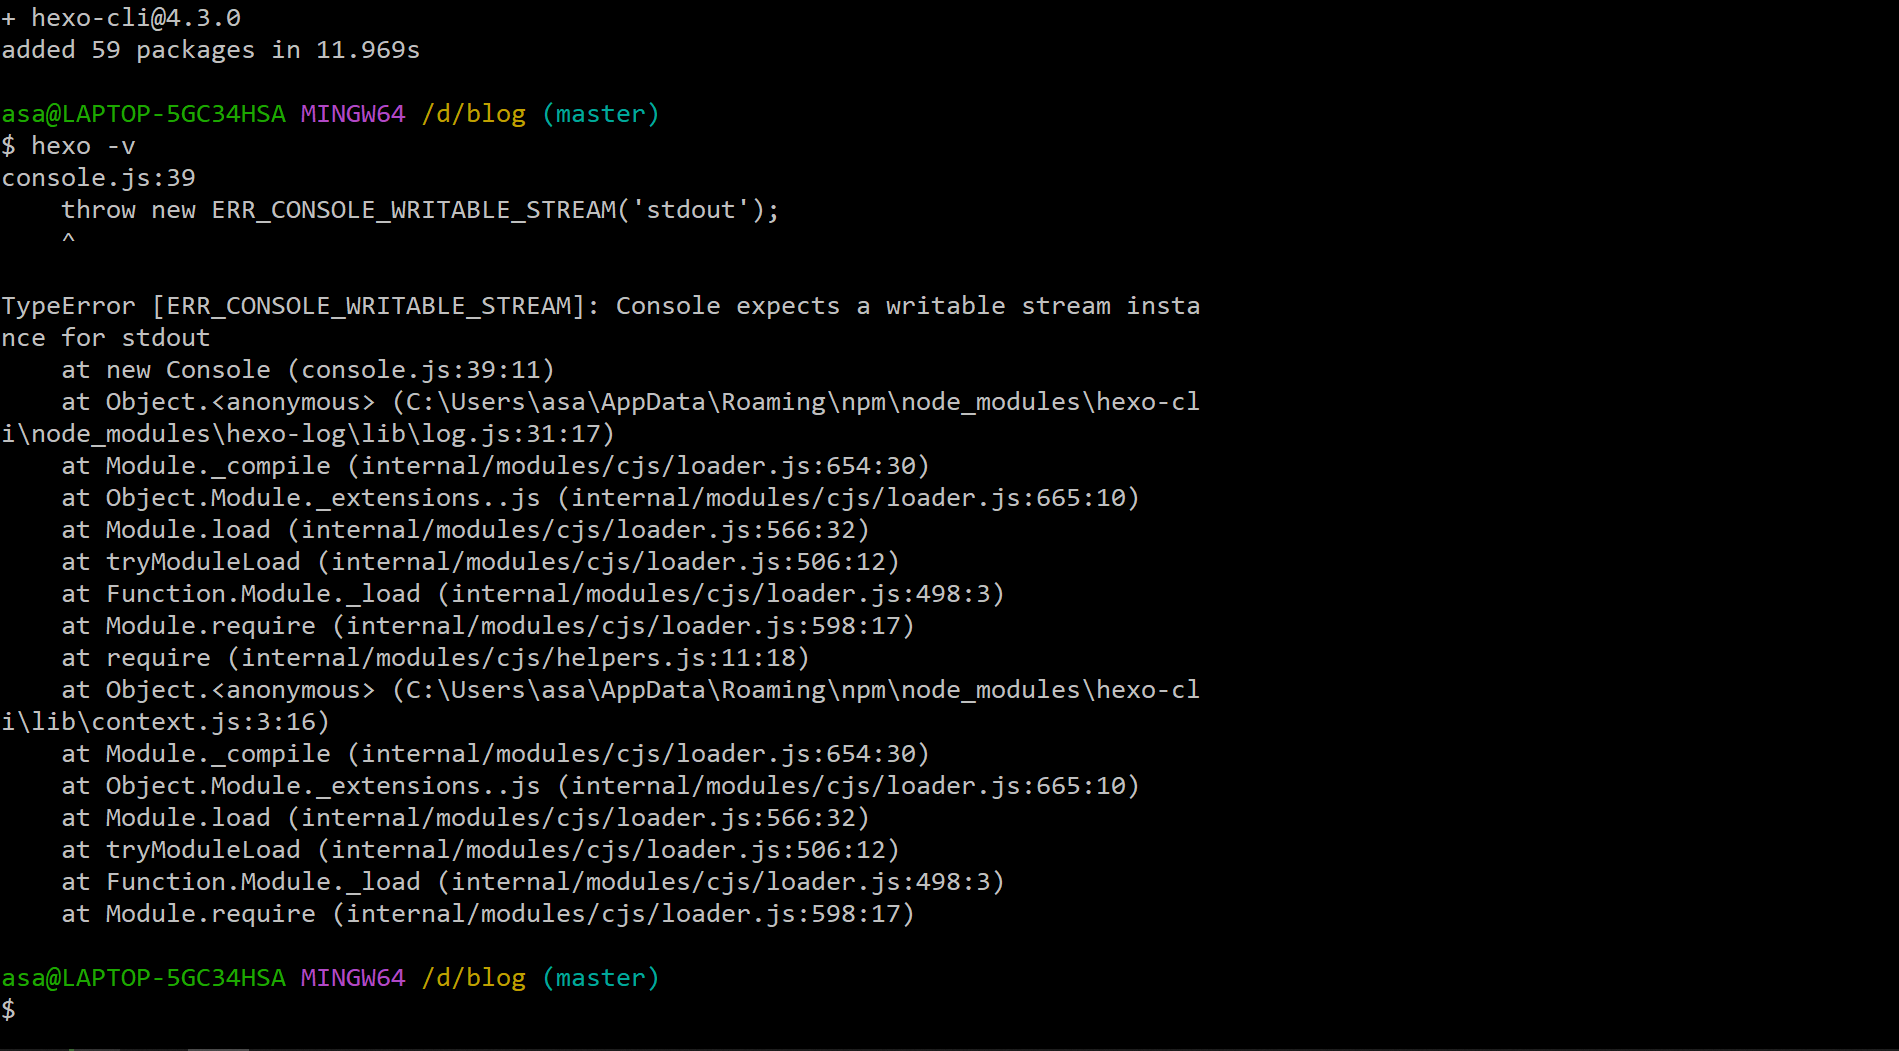 + hexo-cli@4.3.0
added 59 packages in 11.969s

asa@LAPTOP-5GC34HSA MINGW64 /d/blog (master)
$ hexo -v
console.js:39
    throw new ERR_CONSOLE_WRITABLE_STREAM('stdout');
    ^

TypeError [ERR_CONSOLE_WRITABLE_STREAM]: Console expects a writable stream insta
nce for stdout
    at new Console (console.js:39:11)
    at Object.<anonymous> (C:\Users\asa\AppData\Roaming\npm\node_modules\hexo-cl
i\node_modules\hexo-log\lib\log.js:31:17)
    at Module._compile (internal/modules/cjs/loader.js:654:30)
    at Object.Module._extensions..js (internal/modules/cjs/loader.js:665:10)
    at Module.load (internal/modules/cjs/loader.js:566:32)
    at tryModuleLoad (internal/modules/cjs/loader.js:506:12)
    at Function.Module._load (internal/modules/cjs/loader.js:498:3)
    at Module.require (internal/modules/cjs/loader.js:598:17)
    at require (internal/modules/cjs/helpers.js:11:18)
    at Object.<anonymous> (C:\Users\asa\AppData\Roaming\npm\node_modules\hexo-cl
i\lib\context.js:3:16)
    at Module._compile (internal/modules/cjs/loader.js:654:30)
    at Object.Module._extensions..js (internal/modules/cjs/loader.js:665:10)
    at Module.load (internal/modules/cjs/loader.js:566:32)
    at tryModuleLoad (internal/modules/cjs/loader.js:506:12)
    at Function.Module._load (internal/modules/cjs/loader.js:498:3)
    at Module.require (internal/modules/cjs/loader.js:598:17)

asa@LAPTOP-5GC34HSA MINGW64 /d/blog (master)
$